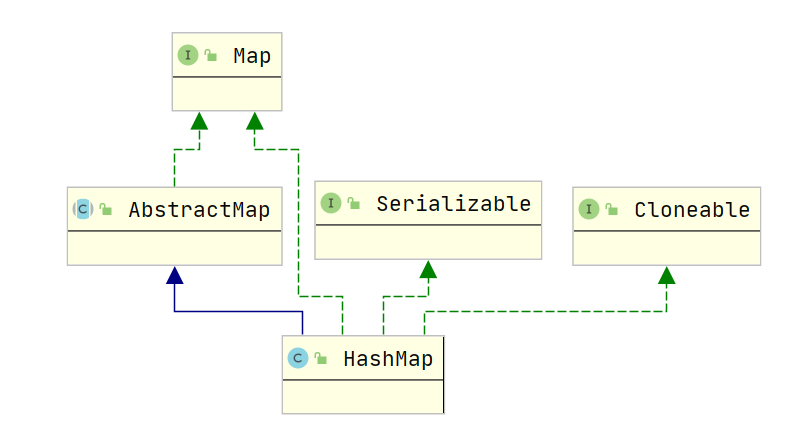 I Map
C AbstractMap
I Serializable
I Cloneable
C HashMap